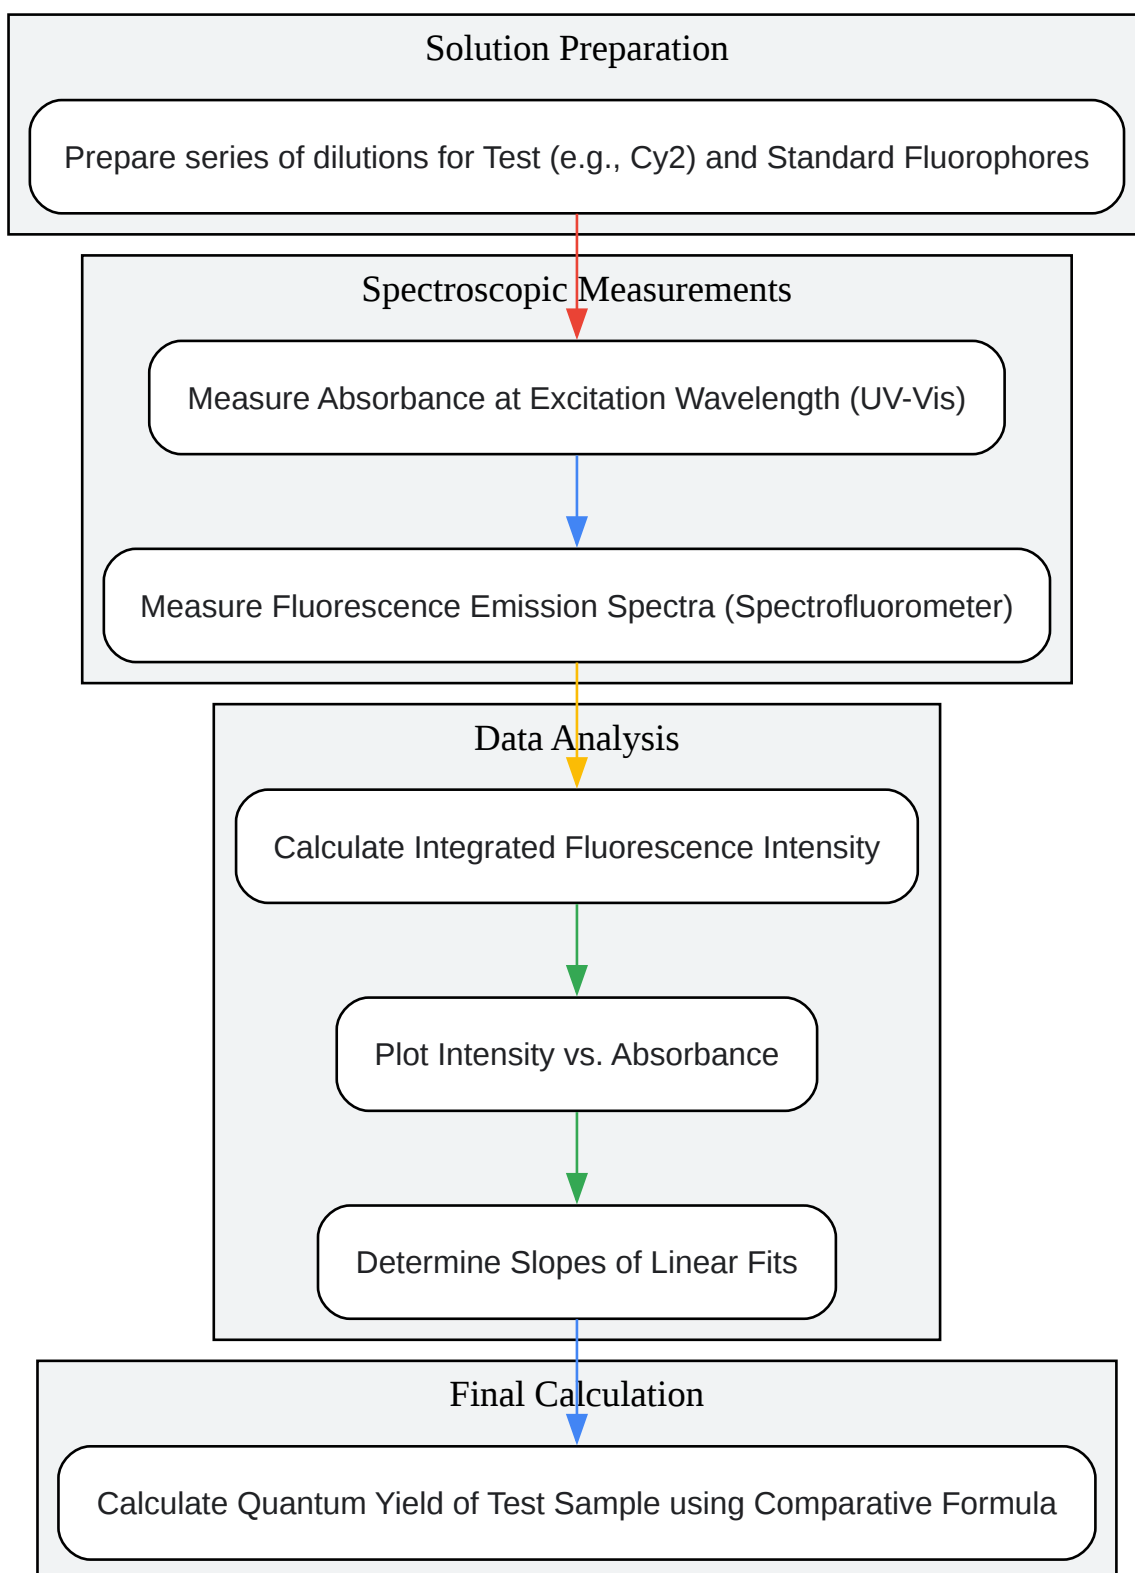 Solution Preparation
Prepare series of dilutions for Test (e.g., Cy2) and Standard Fluorophores
Spectroscopic Measurements
Measure Absorbance at Excitation Wavelength (UV-Vis)
Measure Fluorescence Emission Spectra (Spectrofluorometer)
Data Analysis
Calculate Integrated Fluorescence Intensity
Plot Intensity vs. Absorbance
Determine Slopes of Linear Fits
Final Calculation
Calculate Quantum Yield of Test Sample using Comparative Formula